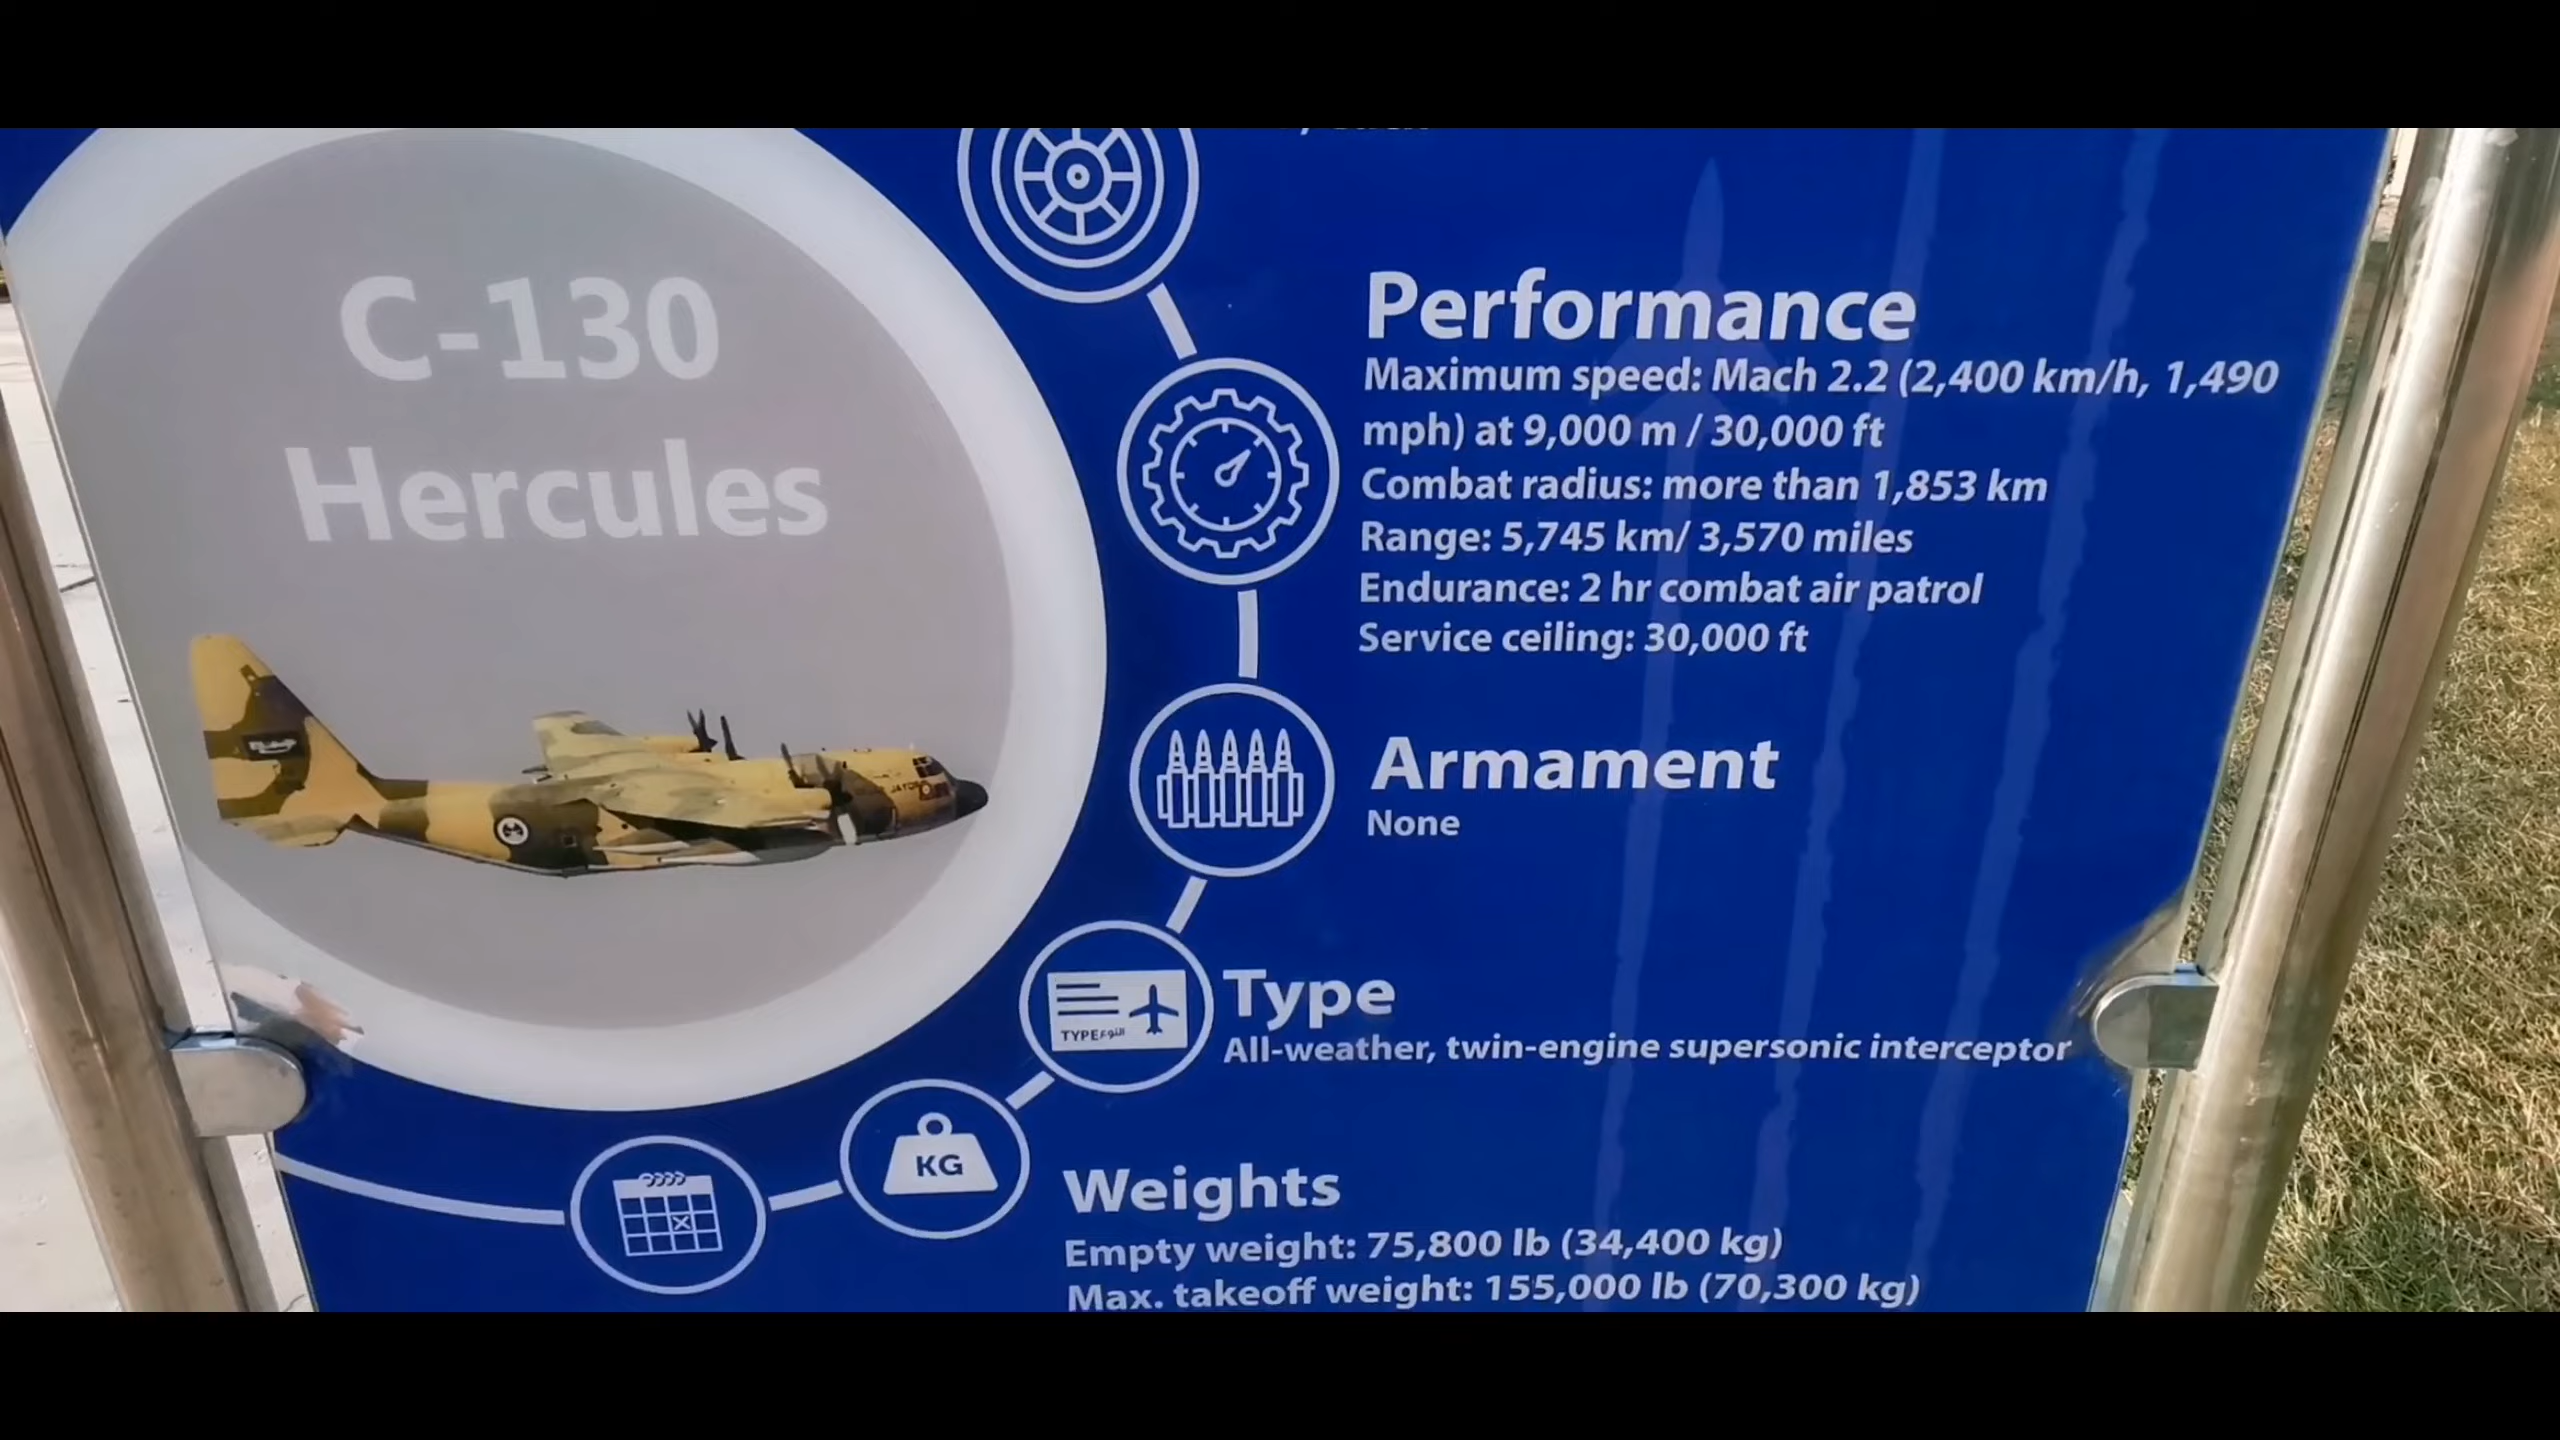 C-130
Hercules
Performance
Maximum speed: Mach 2.2 (2,400 km/h, 1,490
mph) at 9,000 m / 30,000 ft
Combat radius: more than 1,853 km
Range: 5,745 km/ 3,570 miles
Endurance: 2 hr combat air patrol
Service ceiling: 30,000 ft
Armament
None
TYPE النوع
Type
All-weather, twin-engine supersonic interceptor
KG
Weights
Empty weight: 75,800 lb (34,400 kg)
Max. takeoff weight: 155,000 lb (70,300 kg)